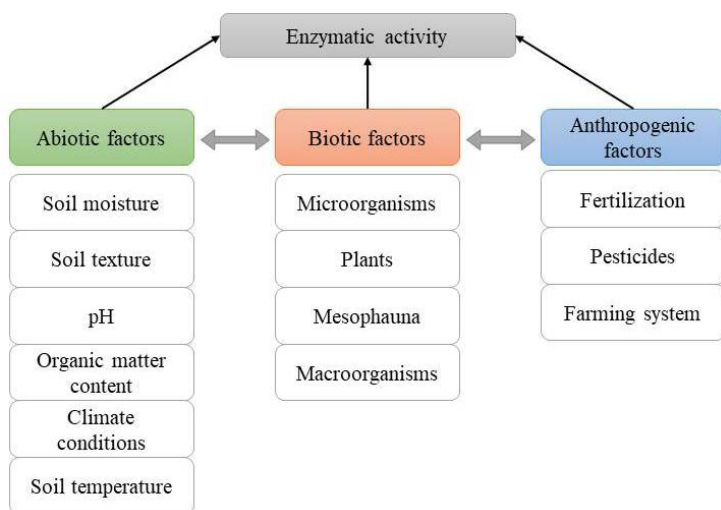 Enzymatic activity
Abiotic factors
Soil moisture
Soil texture
pH
Organic matter
content
Climate
conditions
Soil temperature
Biotic factors
Microorganisms
Plants
Mesophauna
Macroorganisms
Anthropogenic
factors
Fertilization
Pesticides
Farming system